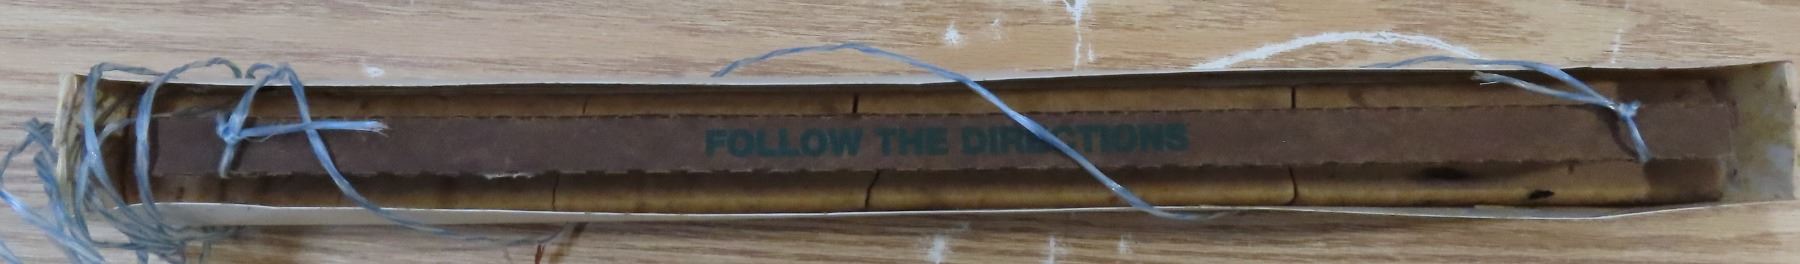 FOLLOW THE DIRECTIONS